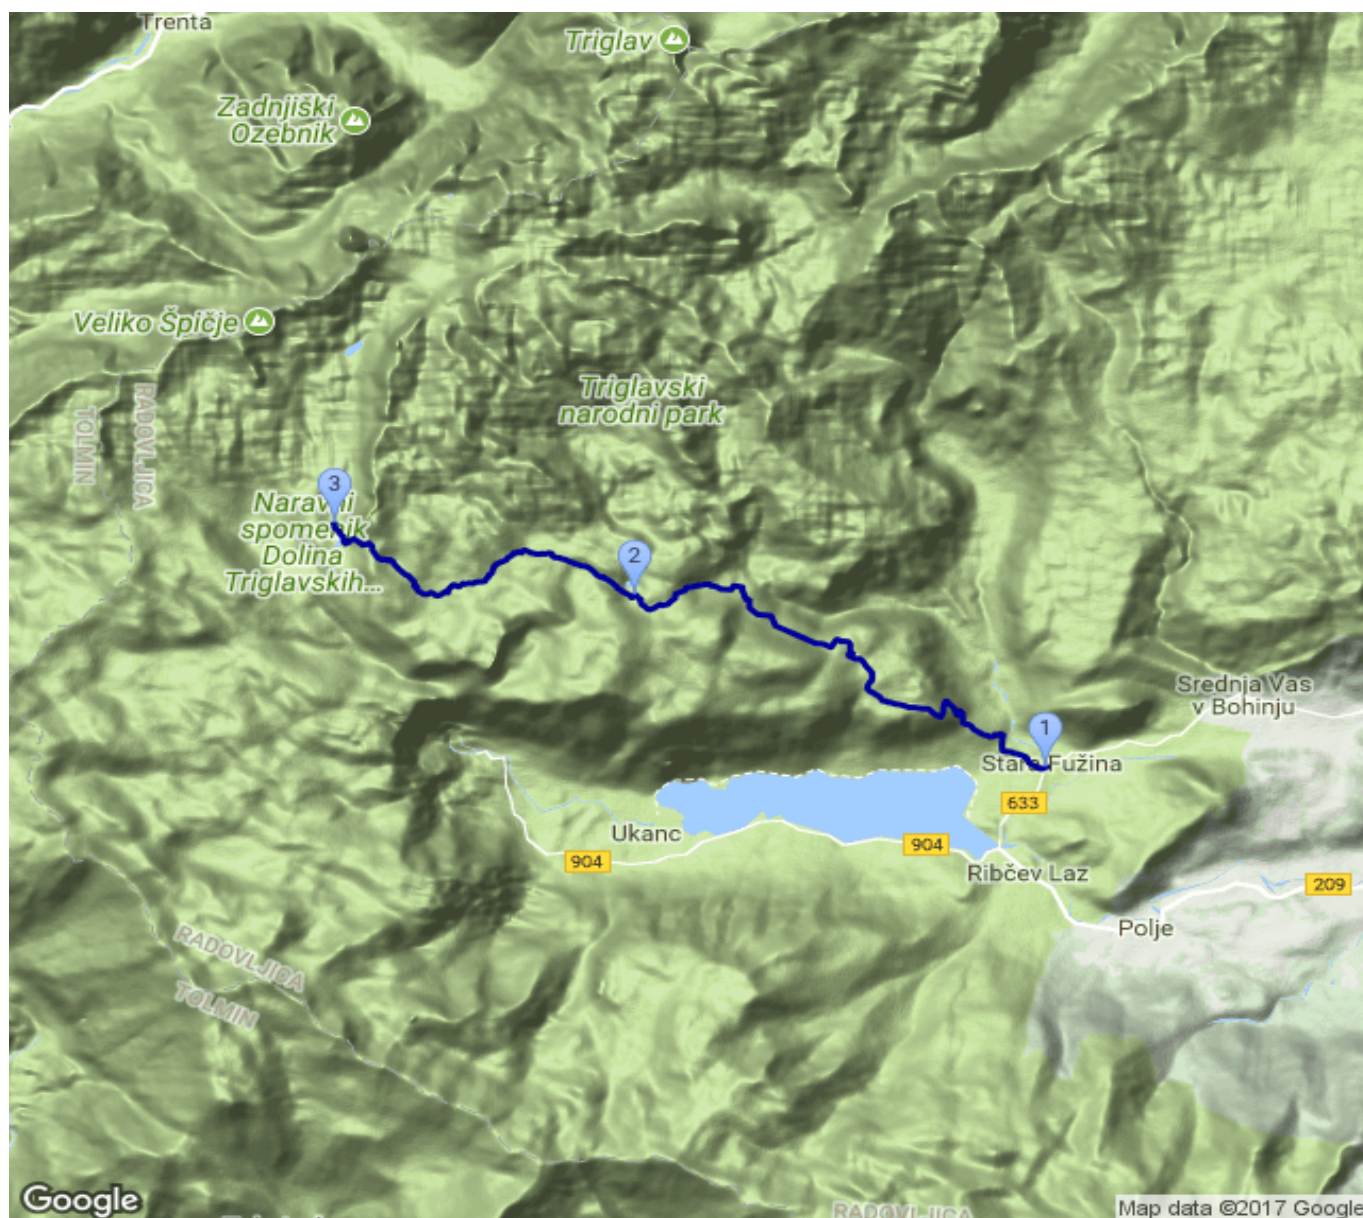 Trenta
Triglav
Zadnjiški
Ozebnik
Veliko Špičje
Triglavski
narodni park
RADOVLJICA
TOLMIN
3
Naravni
spomenik
Dolina
Triglavskih...
2
Srednja Vas
v Bohinju
1
Stara Fužina
633
Ukanc
904
904
Ribčev Laz
209
Polje
RADOVLJICA
TOLMIN
Google
RADOVLJICA
Map data ©2017 Google